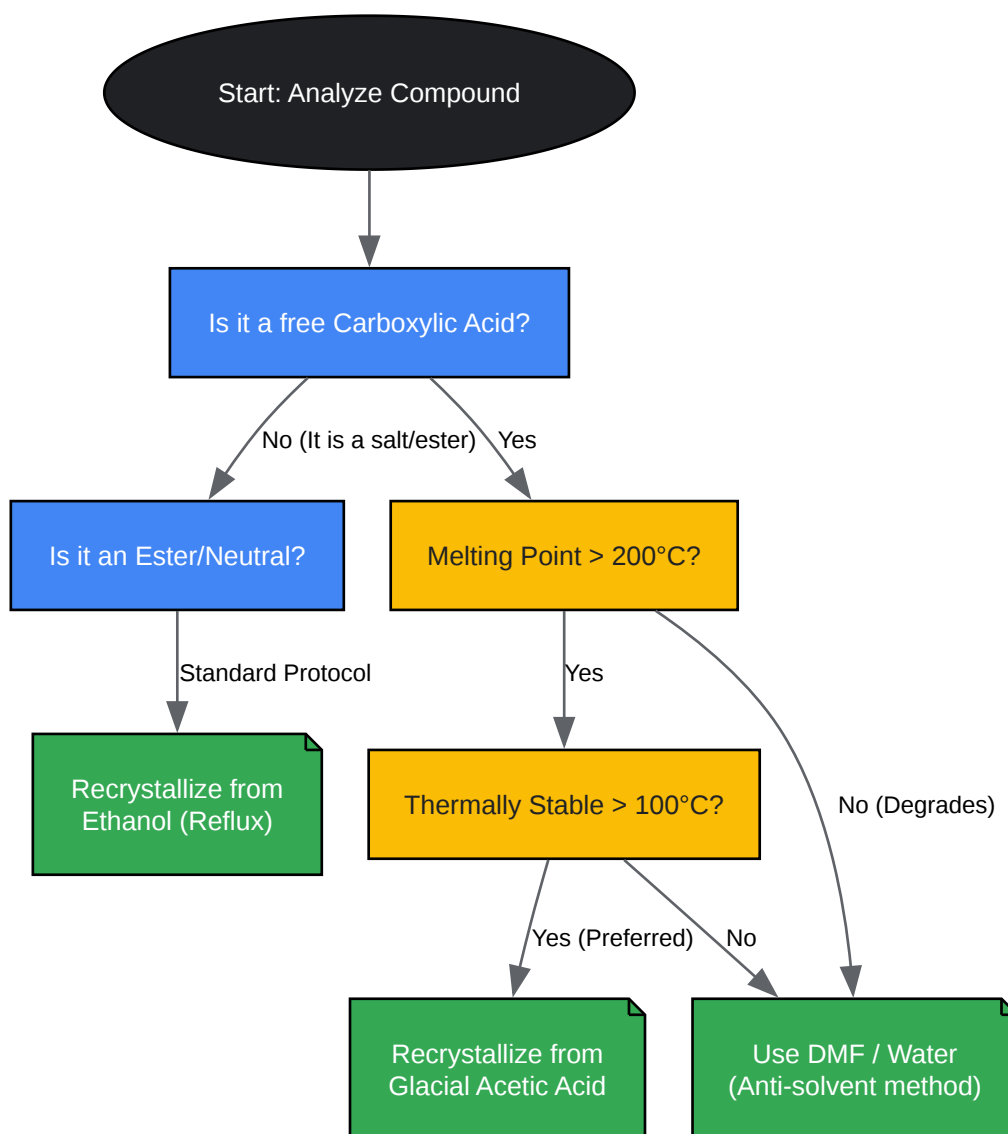 Start: Analyze Compound
Is it a free Carboxylic Acid?
No (It is a salt/ester)
Yes
Is it an Ester/Neutral?
Melting Point > 200°C?
Standard Protocol
Yes
Recrystallize from
Ethanol (Reflux)
Thermally Stable > 100°C?
No (Degrades)
Yes (Preferred)
No
Recrystallize from
Glacial Acetic Acid
Use DMF / Water
(Anti-solvent method)